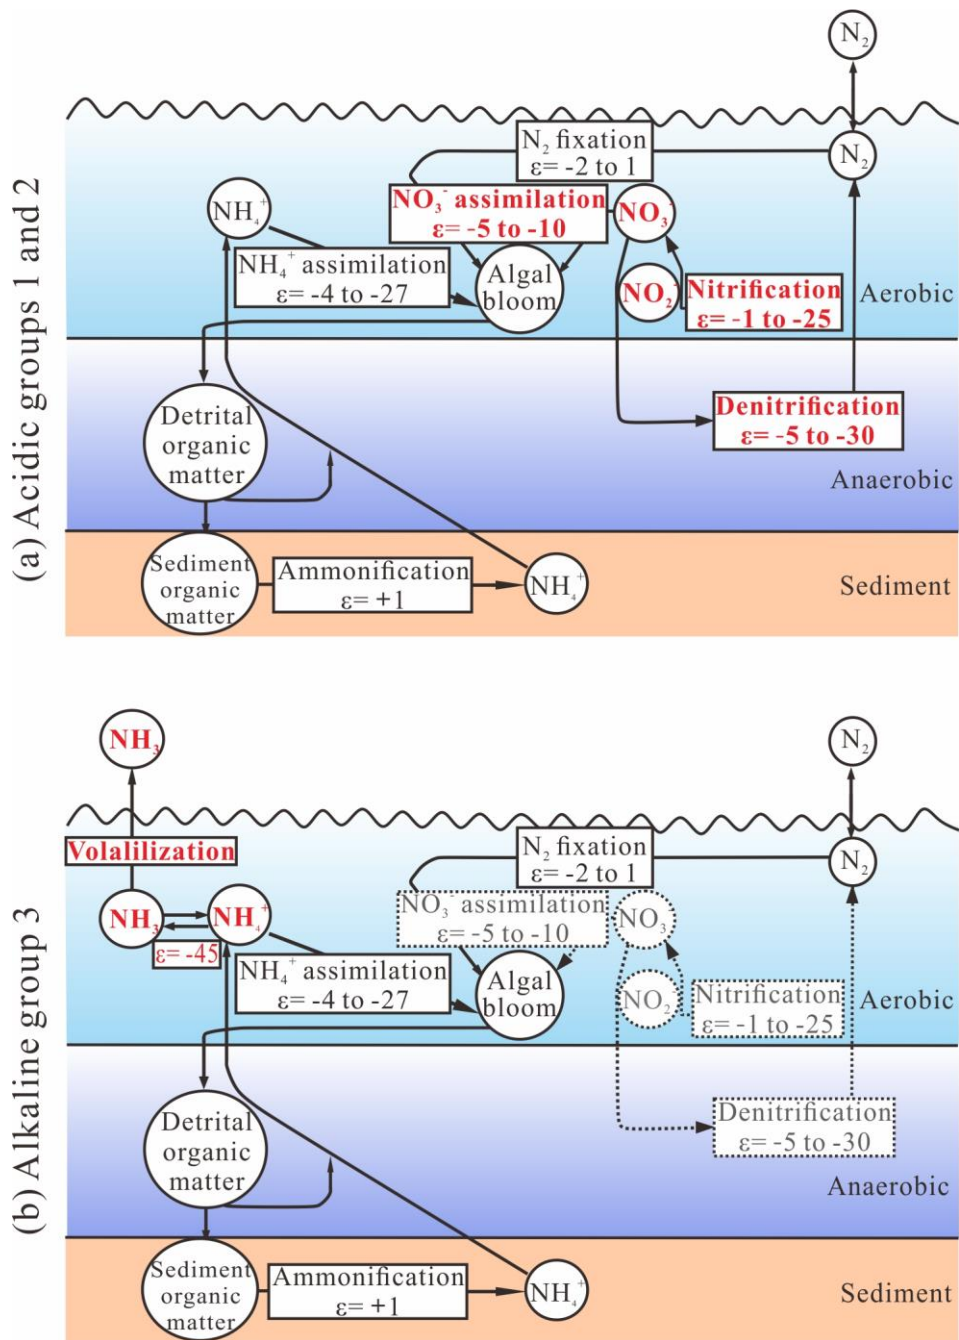 (a) Acidic groups 1 and 2
N₂
N₂
N₂ fixation
ε= -2 to 1
NO₃⁻ assimilation
ε= -5 to -10
NO₃⁻
NH₄⁺
NH₄⁺ assimilation
ε= -4 to -27
Algal
bloom
NO₂⁻
Nitrification
ε= -1 to -25
Aerobic
Detrital
organic
matter
Denitrification
ε= -5 to -30
Anaerobic
Sediment
organic
matter
Ammonification
ε= +1
NH₄⁺
Sediment
(b) Alkaline group 3
NH₃
N₂
Volalilization
N₂ fixation
ε= -2 to 1
N₂
NH₃
NH₄⁺
ε= -45
NO₃⁻ assimilation
ε= -5 to -10
NO₃⁻
NH₄⁺ assimilation
ε= -4 to -27
Algal
bloom
NO₂⁻
Nitrification
ε= -1 to -25
Aerobic
Detrital
organic
matter
Denitrification
ε= -5 to -30
Anaerobic
Sediment
organic
matter
Ammonification
ε= +1
NH₄⁺
Sediment